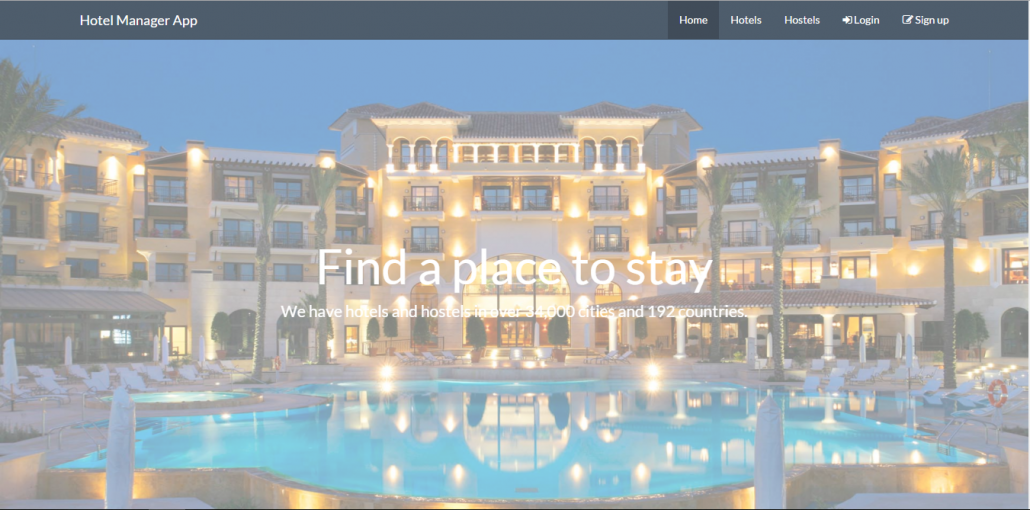 Hotel Manager App
Home
Hotels
Hostels
Login
Sign up
Find a place to stay
We have hotels and hostels in over 34,000 cities and 192 countries.